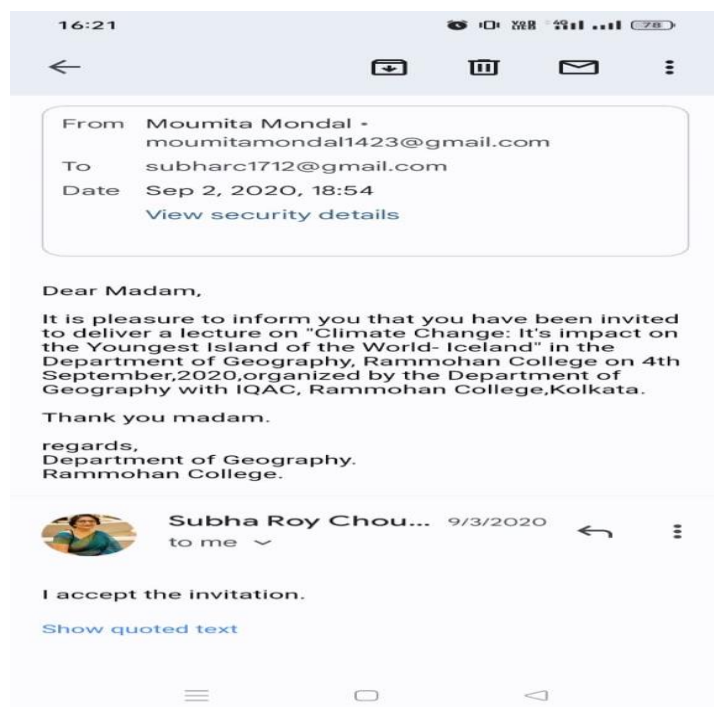 16:21
78
From Moumita Mondal •
moumitamondal1423@gmail.com
To subharc1712@gmail.com
Date Sep 2, 2020, 18:54
View security details
Dear Madam,
It is pleasure to inform you that you have been invited
to deliver a lecture on "Climate Change: It's impact on
the Youngest Island of the World- Iceland" in the
Department of Geography, Rammohan College on 4th
September,2020,organized by the Department of
Geography with IQAC, Rammohan College,Kolkata.
Thank you madam.
regards,
Department of Geography.
Rammohan College.
Subha Roy Chou... 9/3/2020
to me
I accept the invitation.
Show quoted text